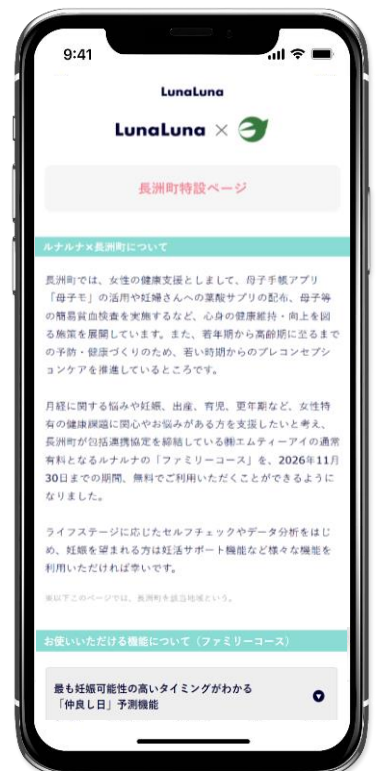 9:41
LunaLuna
LunaLuna ×
長洲町特設ページ
ルナルナ×長洲町について
長洲町では、女性の健康支援としまして、母子手帳アプリ
「母子モ」の活用や妊婦さんへの葉酸サプリの配布、母子等
の簡易貧血検査を実施するなど、心身の健康維持・向上を図
る施策を展開しています。また、若年期から高齢期に至るまで
の予防・健康づくりのため、若い時期からのプレコンセプシ
ョンケアを推進しているところです。
月経に関する悩みや妊娠、出産、育児、更年期など、女性特
有の健康課題に関心やお悩みがある方を支援したいと考え、
長洲町が包括連携協定を締結している㈱エムティーアイの通常
有料となるルナルナの「ファミリーコース」を、2026年11月
30日までの期間、無料でご利用いただくことができるように
なりました。
ライフステージに応じたセルフチェックやデータ分析をはじ
め、妊娠を望まれる方は妊活サポート機能など様々な機能を
利用いただければ幸いです。
※以下このページでは、長洲町を該当地域という。
お使いいただける機能について（ファミリーコース）
最も妊娠可能性の高いタイミングがわかる
「仲良し日」予測機能